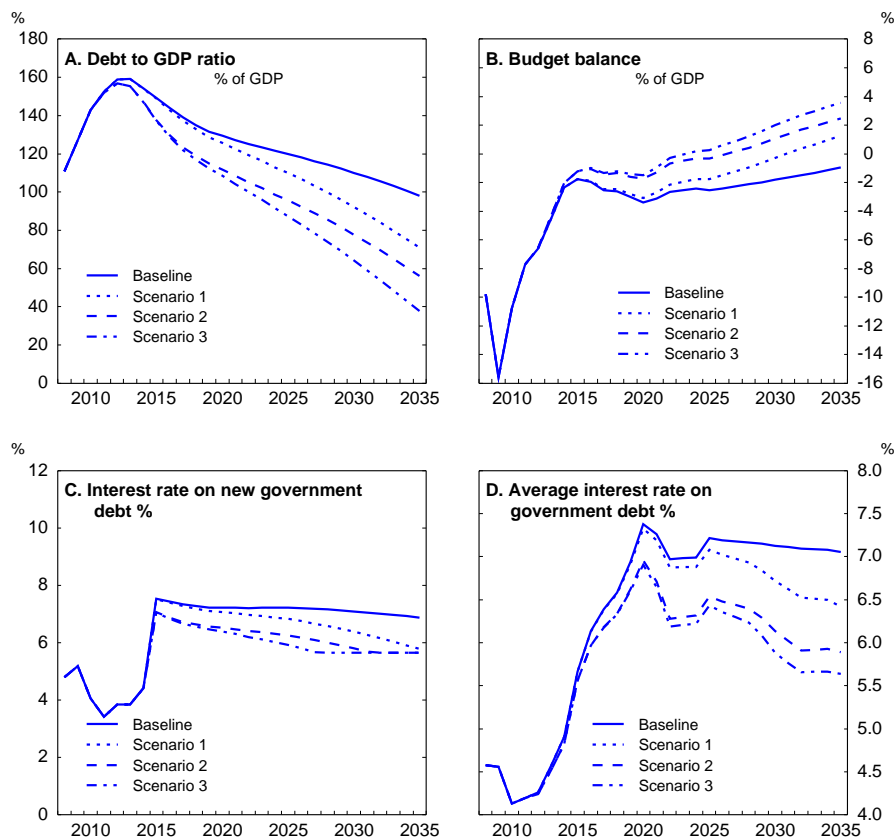 %
%
A. Debt to GDP ratio
% of GDP
180
160
140
120
100
80
60
40
20
0
Baseline
Scenario 1
Scenario 2
Scenario 3
2010 2015 2020 2025 2030 2035
B. Budget balance
% of GDP
8
6
4
2
0
-2
-4
-6
-8
-10
-12
-14
-16
Baseline
Scenario 1
Scenario 2
Scenario 3
2010 2015 2020 2025 2030 2035
%
%
C. Interest rate on new government
debt %
12
10
8
6
4
2
0
Baseline
Scenario 1
Scenario 2
Scenario 3
2010 2015 2020 2025 2030 2035
D. Average interest rate on
government debt %
8.0
7.5
7.0
6.5
6.0
5.5
5.0
4.5
4.0
Baseline
Scenario 1
Scenario 2
Scenario 3
2010 2015 2020 2025 2030 2035